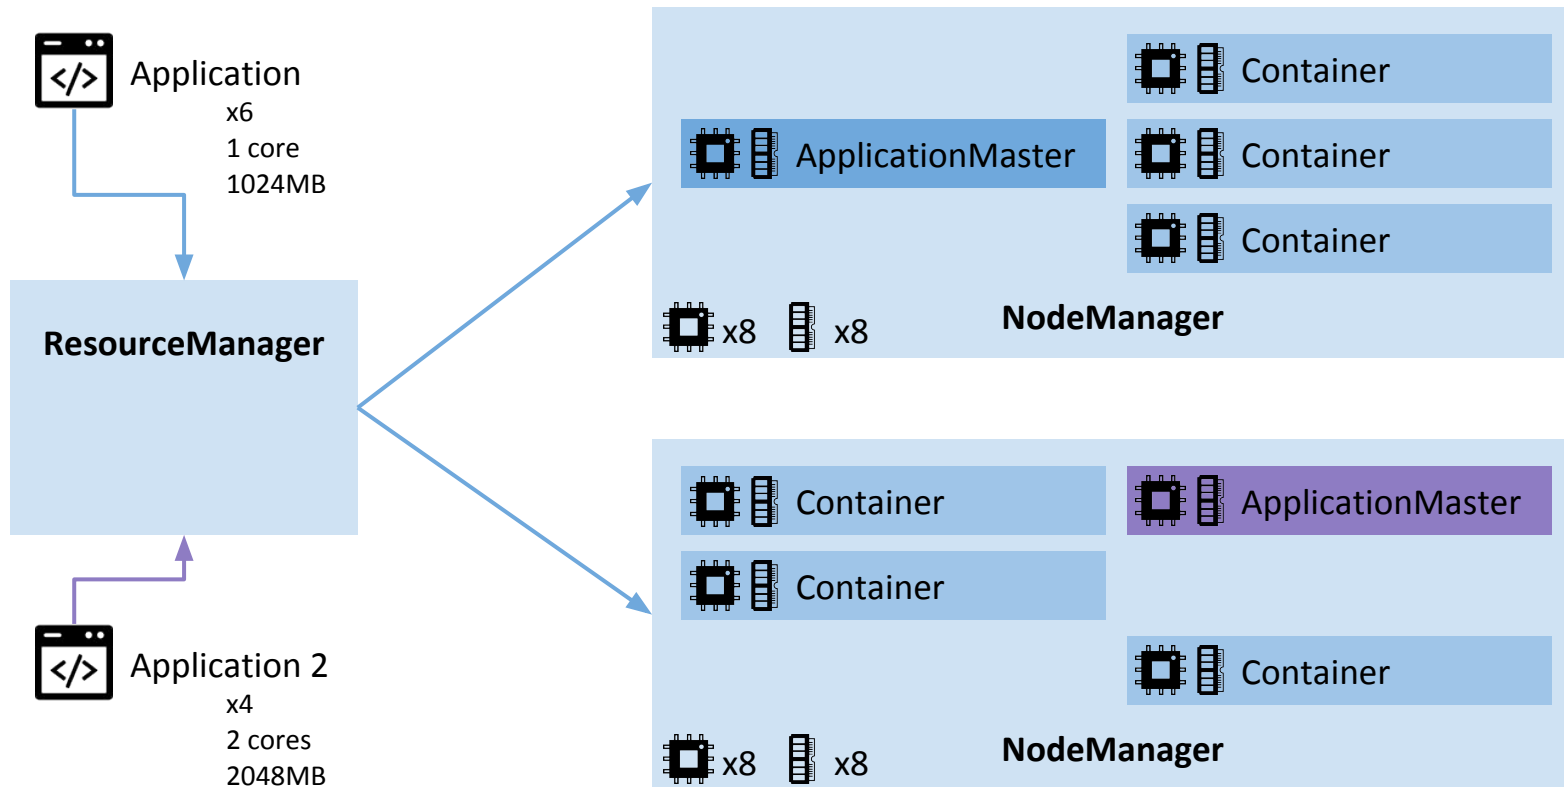 Application
x6
1 core
1024MB
ResourceManager
Application 2
x4
2 cores
2048MB
ApplicationMaster
Container
Container
Container
x8
x8
NodeManager
Container
Container
ApplicationMaster
Container
x8
x8
NodeManager